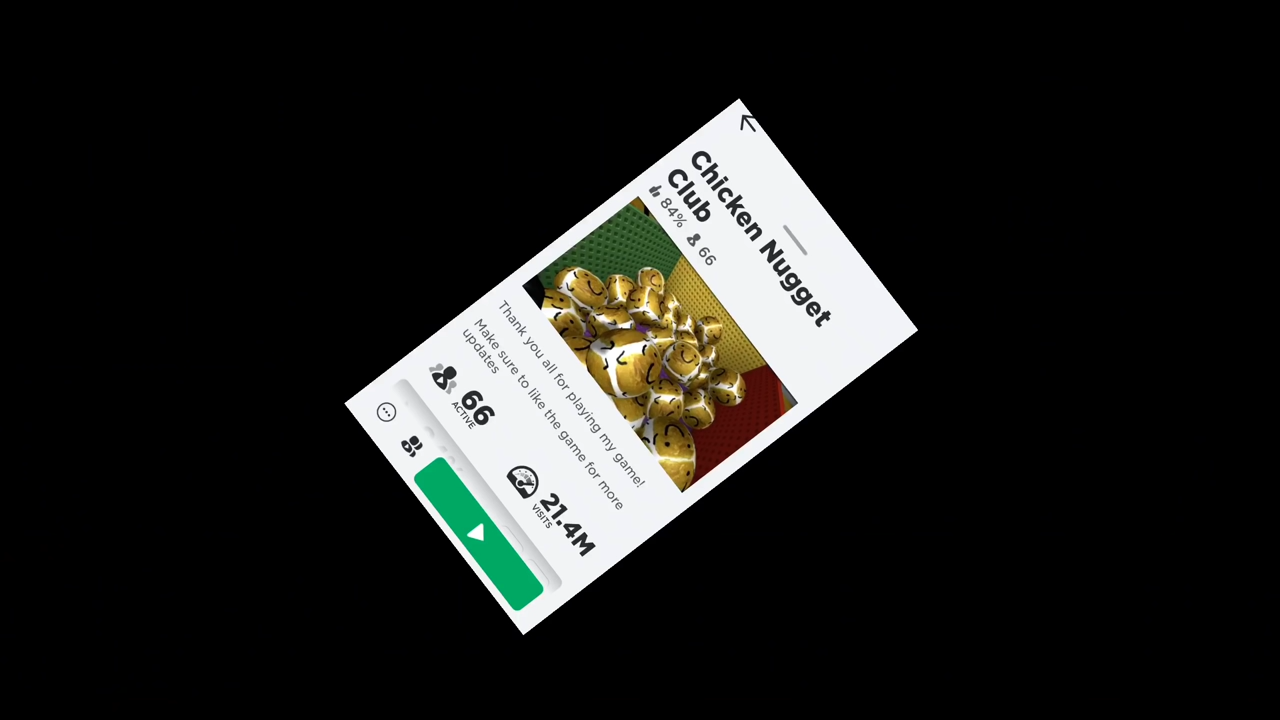 Chicken Nugget
Club
84% 66
Thank you all for playing my game!
Make sure to like the game for more
updates
66
ACTIVE
21.4M
VISITS